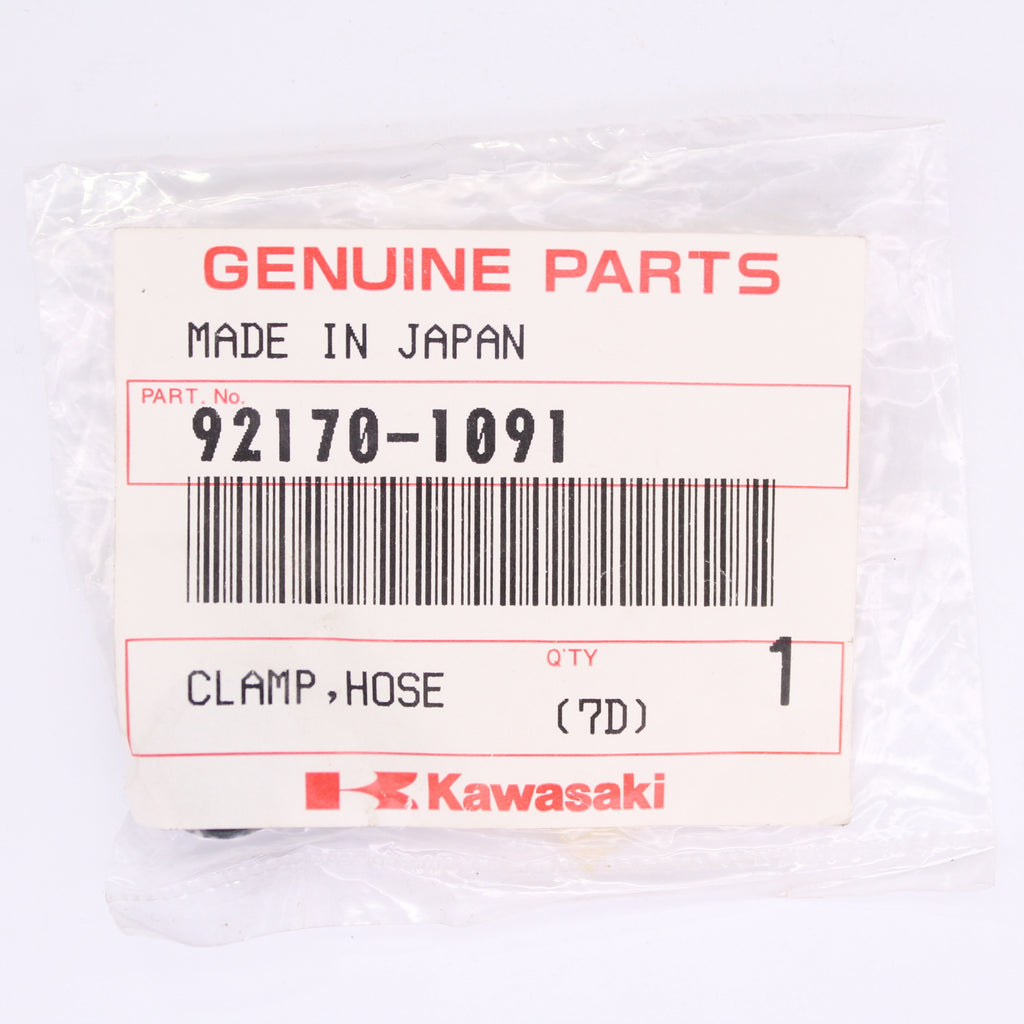 GENUINE PARTS
MADE IN JAPAN
PART. No.
92170-1091
CLAMP,HOSE
Q'TY
(7D)
1
Kawasaki